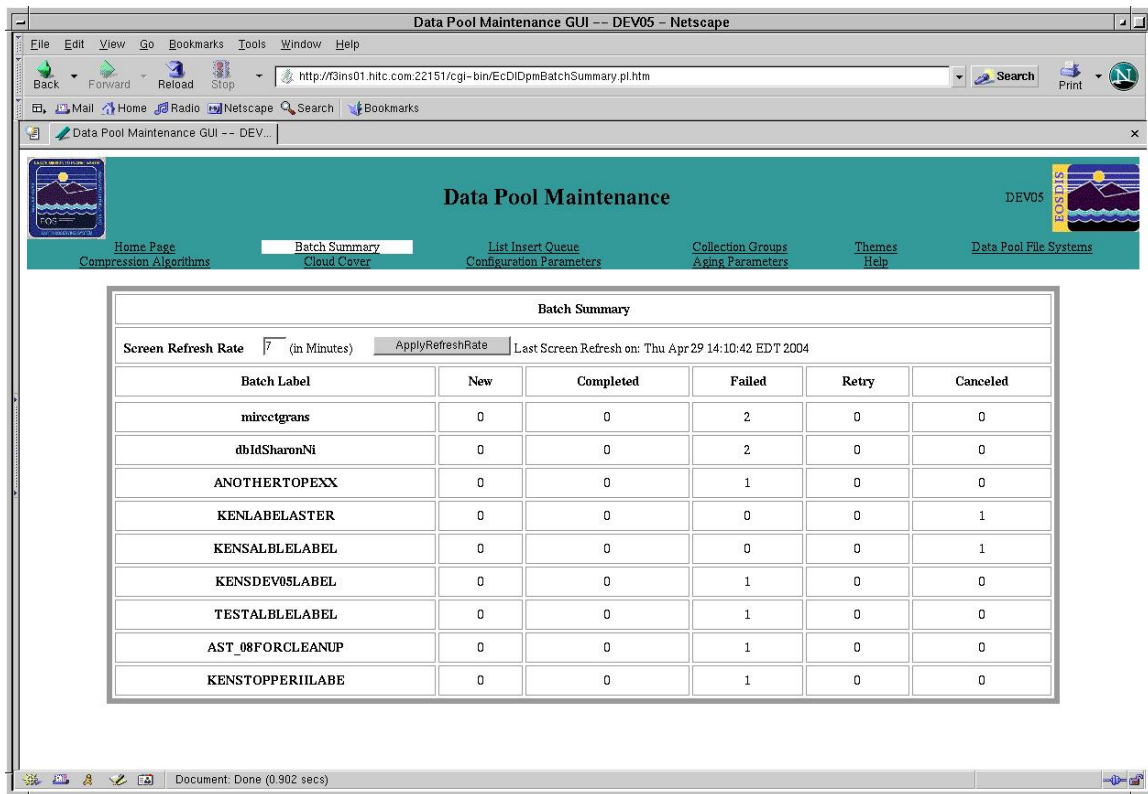 Data Pool Maintenance GUI -- DEV05 - Netscape
File Edit View Go Bookmarks Tools Window Help
Back Forward Reload Stop http://f3ins01.hitc.com:22151/cgi-bin/EcDlDpmBatchSummary.pl.htm Search Print N
Mail Home Radio Netscape Search Bookmarks
Data Pool Maintenance GUI -- DEV...
EOS
Data Pool Maintenance
DEV05
EOSDIS
Home Page Batch Summary List Insert Queue Collection Groups Themes Data Pool File Systems
Compression Algorithms Cloud Cover Configuration Parameters Aging Parameters Help
Batch Summary
Screen Refresh Rate 7 (in Minutes) ApplyRefreshRate Last Screen Refresh on: Thu Apr 29 14:10:42 EDT 2004
Batch Label New Completed Failed Retry Canceled
mircctgrans 0 0 2 0 0
dbIdSharonNi 0 0 2 0 0
ANOTHERTOPEXX 0 0 1 0 0
KENLABELASTER 0 0 0 0 1
KENSALBLELABEL 0 0 0 0 1
KENSDEV05LABEL 0 0 1 0 0
TESTALBLELABEL 0 0 1 0 0
AST_08FORCLEANUP 0 0 1 0 0
KENSTOPPERIILABE 0 0 1 0 0
Document: Done (0.902 secs)